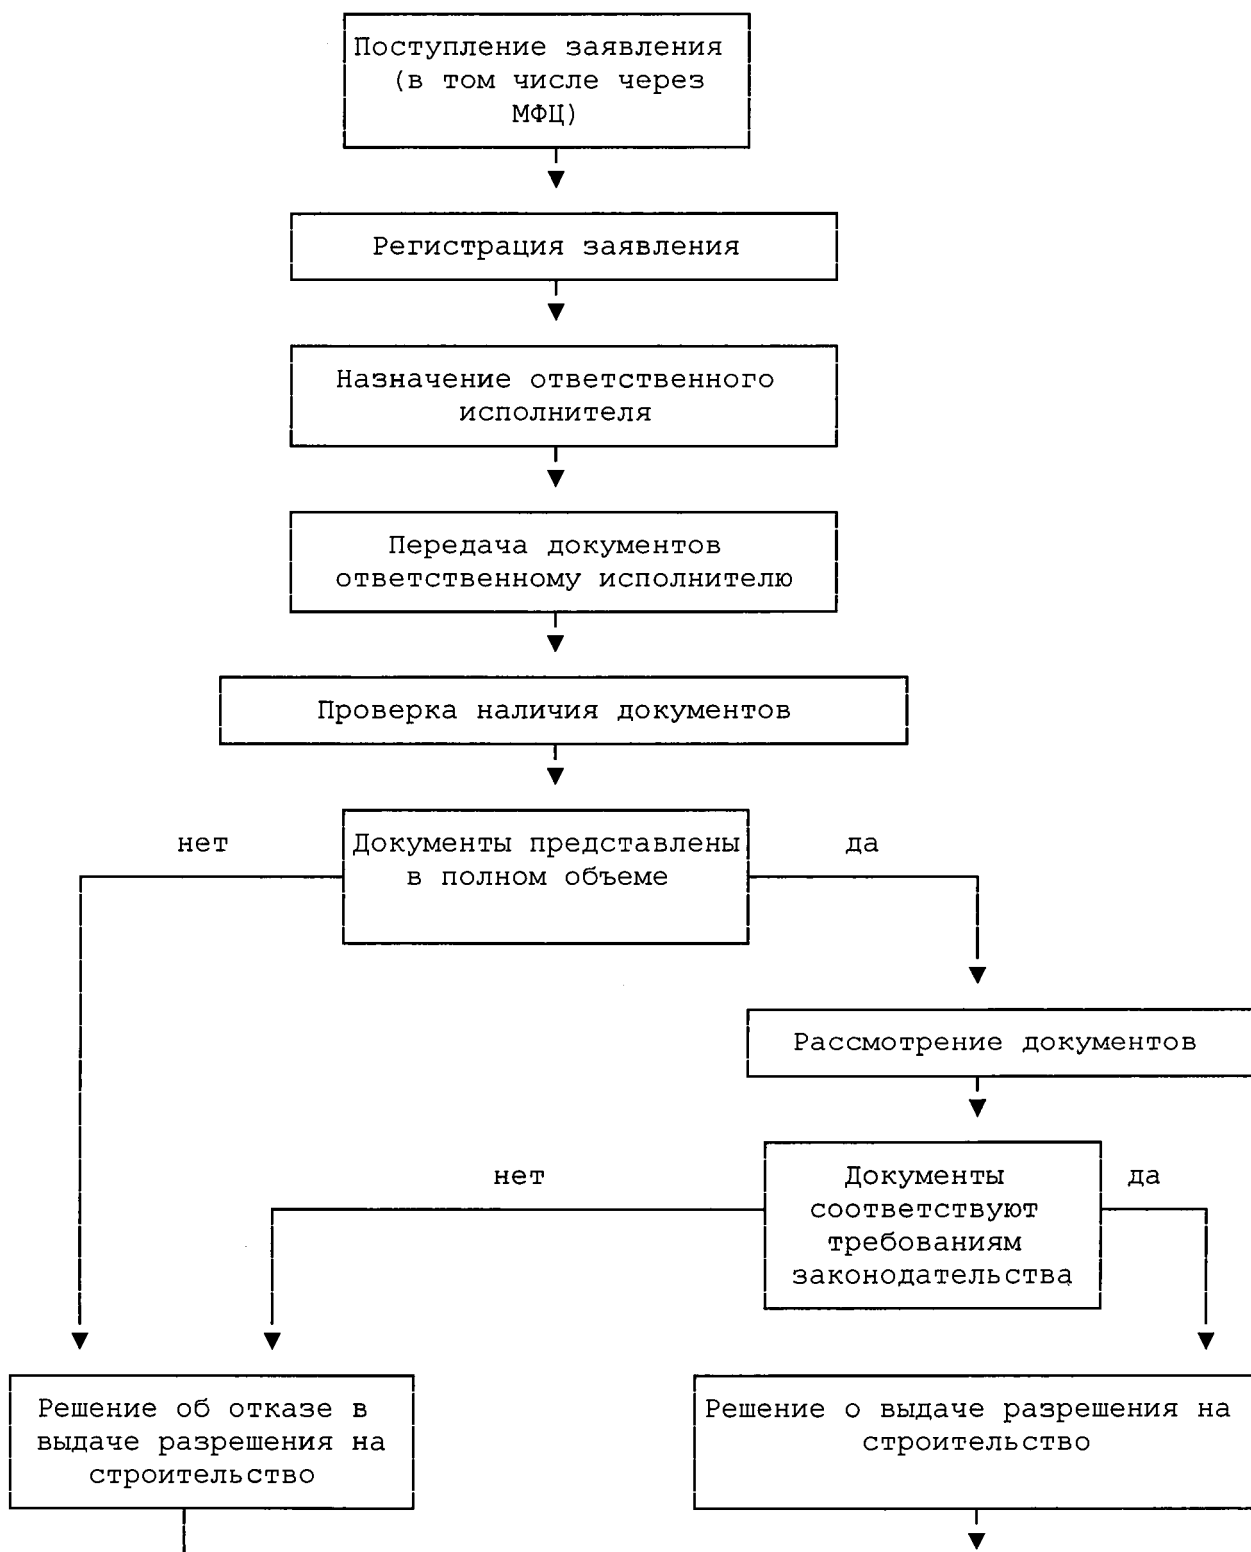 Поступление заявления
(в том числе через
МФЦ)
Регистрация заявления
Назначение ответственного
исполнителя
Передача документов
ответственному исполнителю
Проверка наличия документов
нет
Документы представлены
в полном объеме
да
Рассмотрение документов
нет
Документы
соответствуют
требованиям
законодательства
да
Решение об отказе в
выдаче разрешения на
строительство
Решение о выдаче разрешения на
строительство